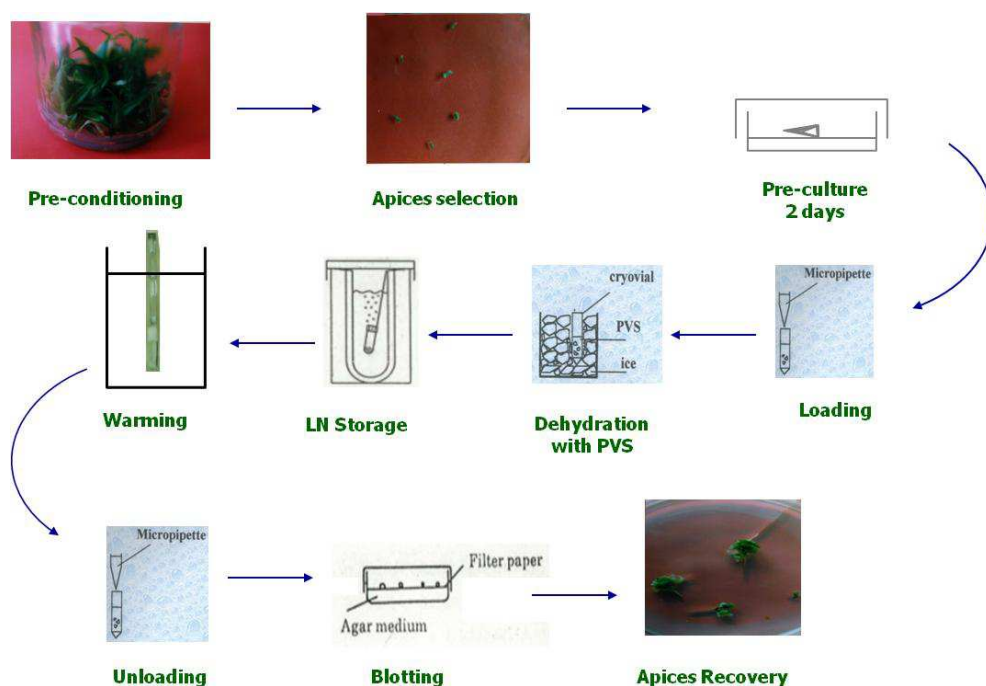 Pre-conditioning
Apices selection
Pre-culture
2 days
Micropipette
Loading
cryovial
PVS
ice
Dehydration
with PVS
LN Storage
Warming
Micropipette
Unloading
Filter paper
Agar medium
Blotting
Apices Recovery